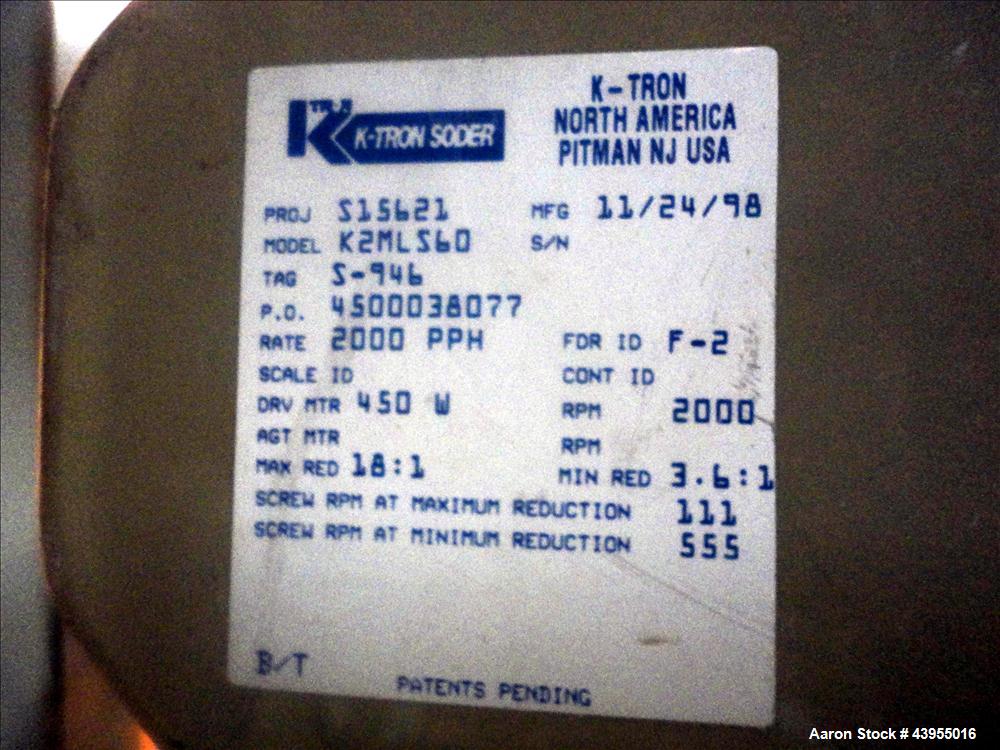 K-TRON SODER
K-TRON
NORTH AMERICA
PITMAN NJ USA
PROJ S15621 MFG 11/24/98
MODEL K2MLS60 S/N
TAG S-946
P.O. 4500038077
RATE 2000 PPH FDR ID F-2
SCALE ID CONT ID
DRV MTR 450 W RPM 2000
AGT MTR RPM
MAX RED 18:1 MIN RED 3.6:1
SCREW RPM AT MAXIMUM REDUCTION 111
SCREW RPM AT MINIMUM REDUCTION 555
B/T
PATENTS PENDING
Aaron Stock # 43955016